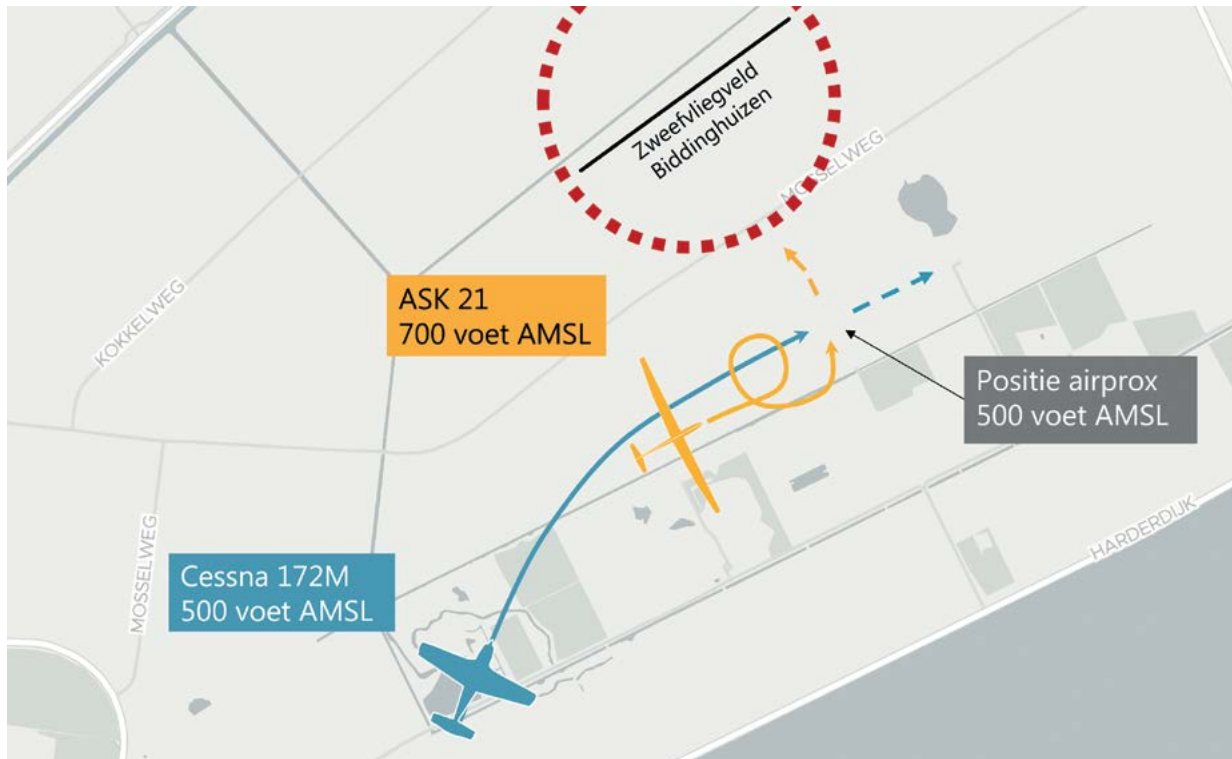 Zweefvliegveld
Biddinghuizen
MOSSELWEG
KOKKELWEG
ASK 21
700 voet AMSL
Positie airprox
500 voet AMSL
HARDERDIJK
MOSSELWEG
Cessna 172M
500 voet AMSL